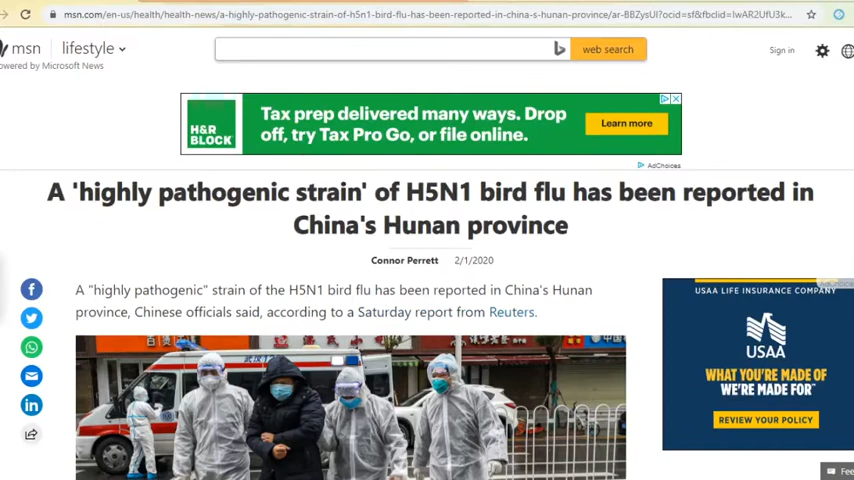 msn.com/en-us/health/health-news/a-highly-pathogenic-strain-of-h5n1-bird-flu-has-been-reported-in-china-s-hunan-province/ar-BBZysUI?ocid=sf&fbclid=IwAR2UfU3k...
msn lifestyle
web search
Sign in
owered by Microsoft News
H&R
BLOCK
Tax prep delivered many ways. Drop
off, try Tax Pro Go, or file online.
Learn more
AdChoices
A 'highly pathogenic strain' of H5N1 bird flu has been reported in
China's Hunan province
Connor Perrett 2/1/2020
A "highly pathogenic" strain of the H5N1 bird flu has been reported in China's Hunan
province, Chinese officials said, according to a Saturday report from Reuters.
USAA LIFE INSURANCE COMPANY
USAA
WHAT YOU'RE MADE OF
WE'RE MADE FOR™
REVIEW YOUR POLICY
Fee